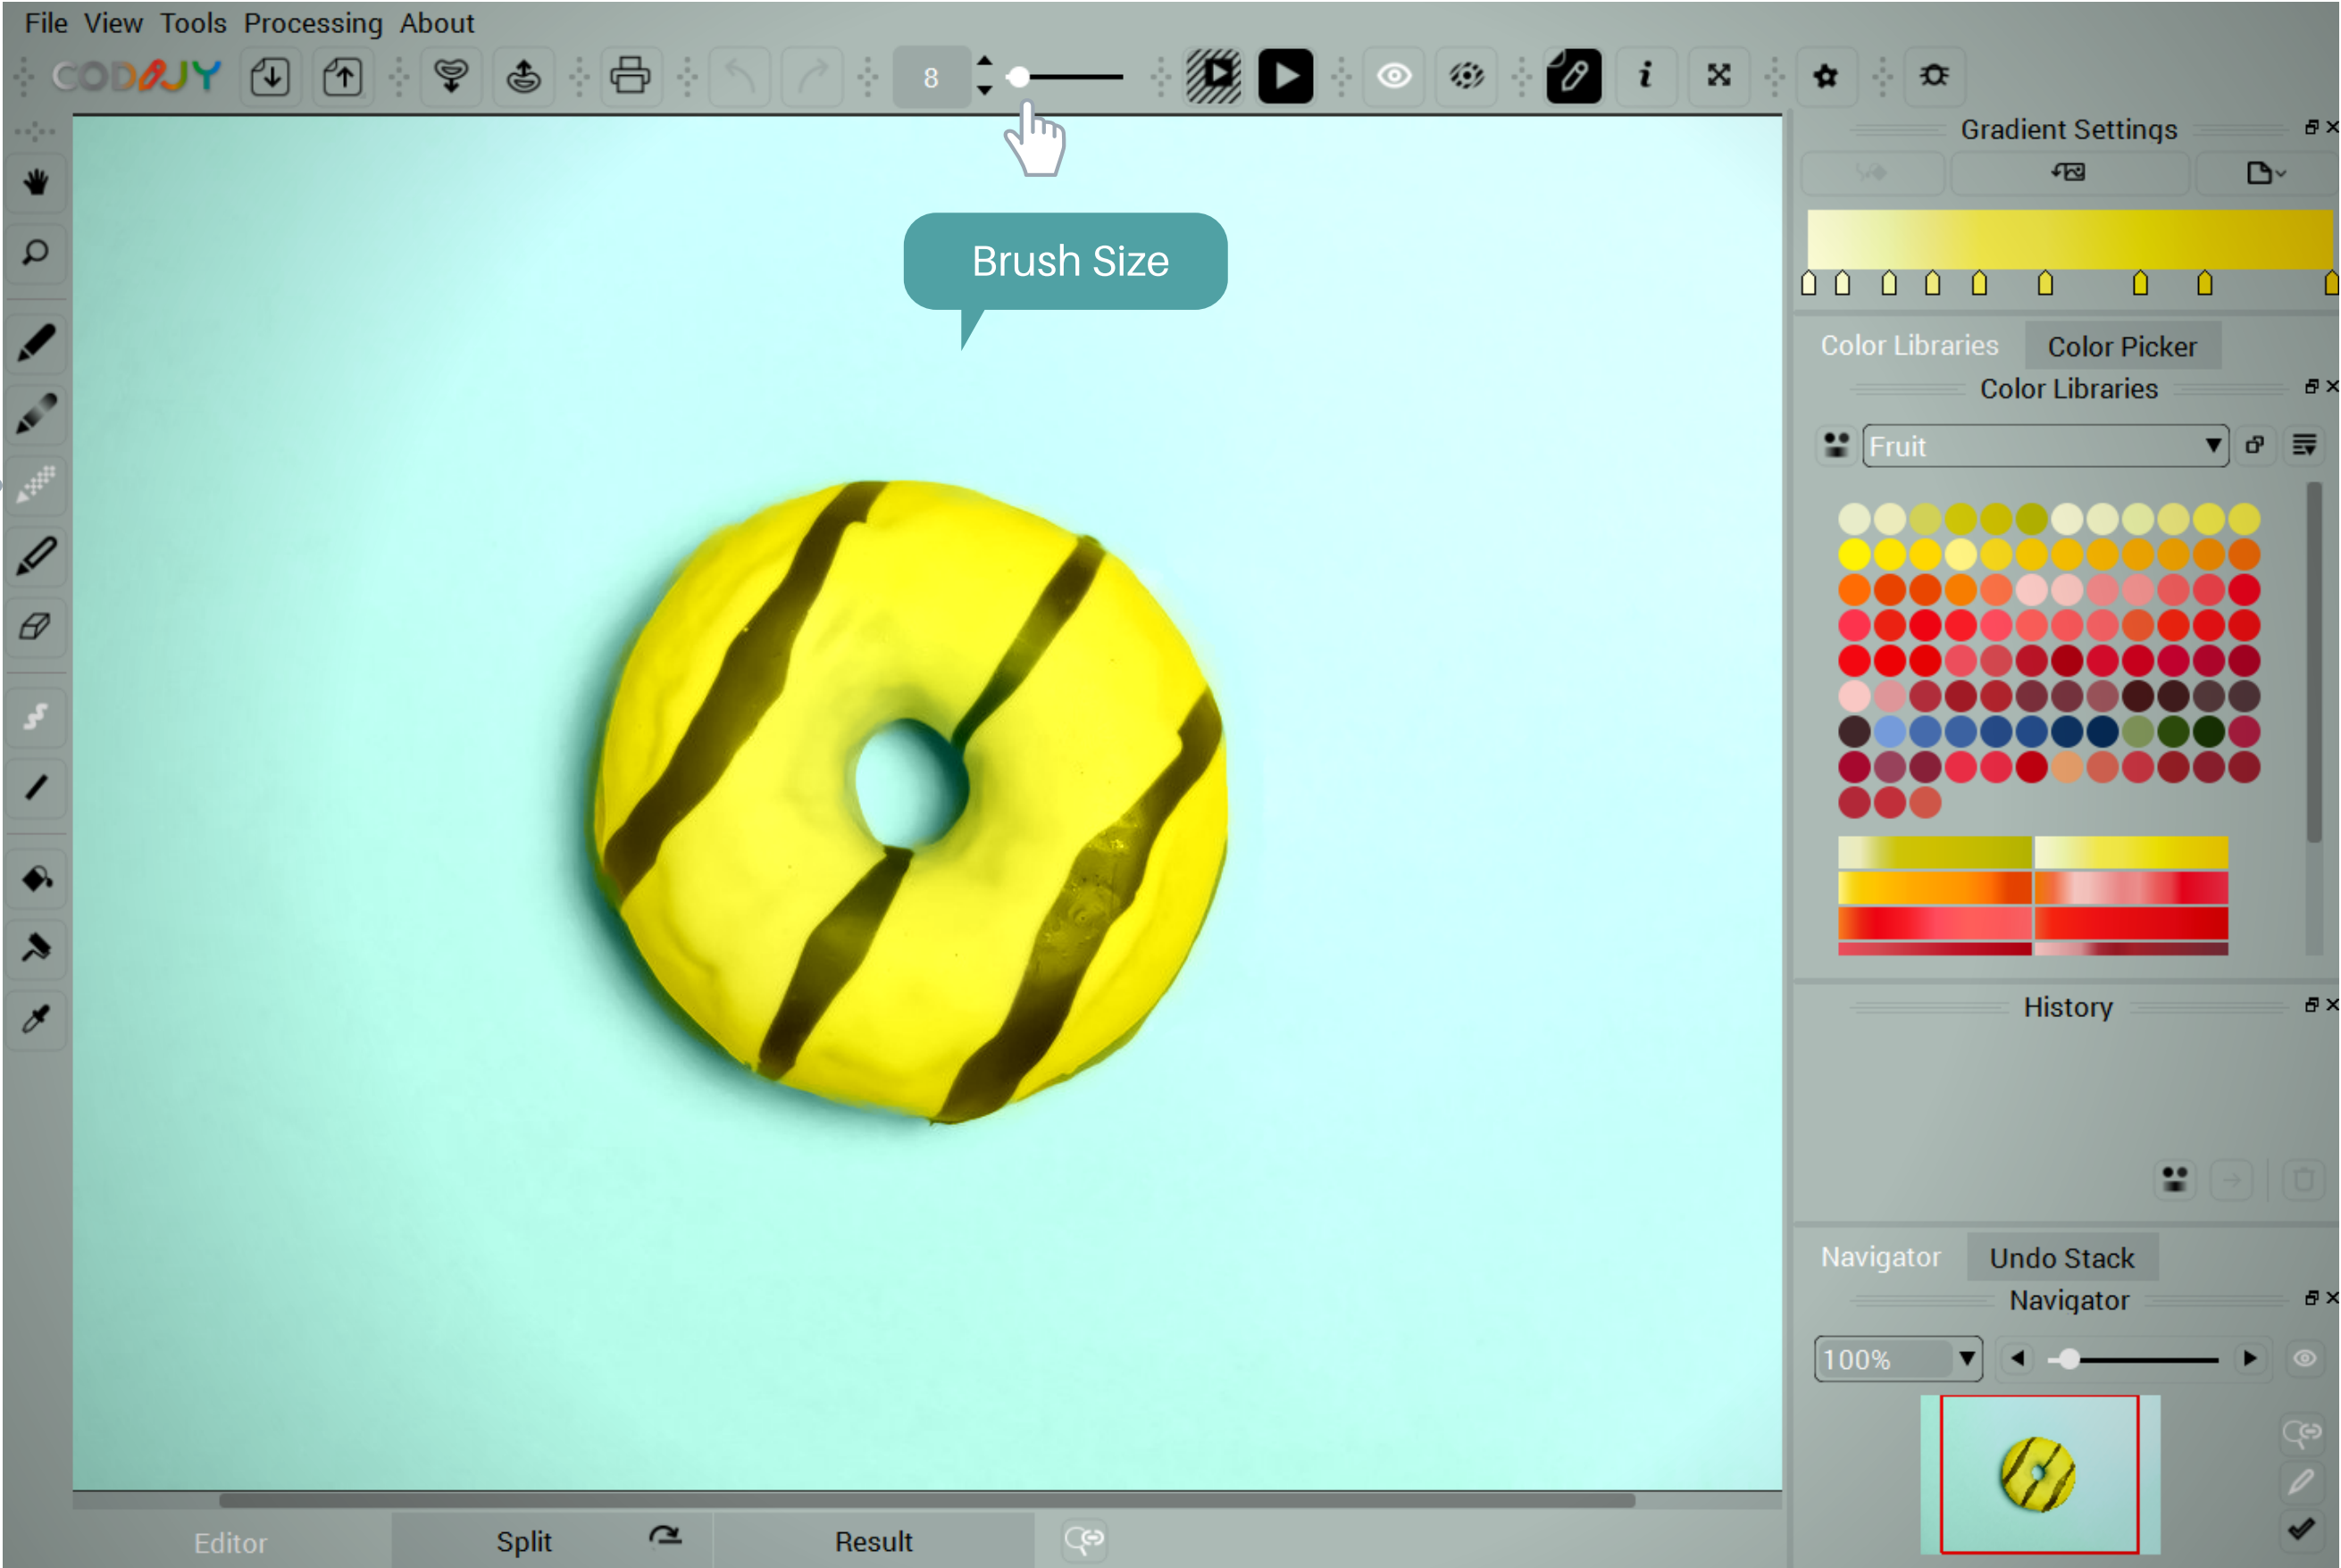 File View Tools Processing About
CODIJY
8
Brush Size
Gradient Settings
Color Libraries Color Picker
Color Libraries
Fruit
History
Navigator Undo Stack
Navigator
100%
Editor Split Result